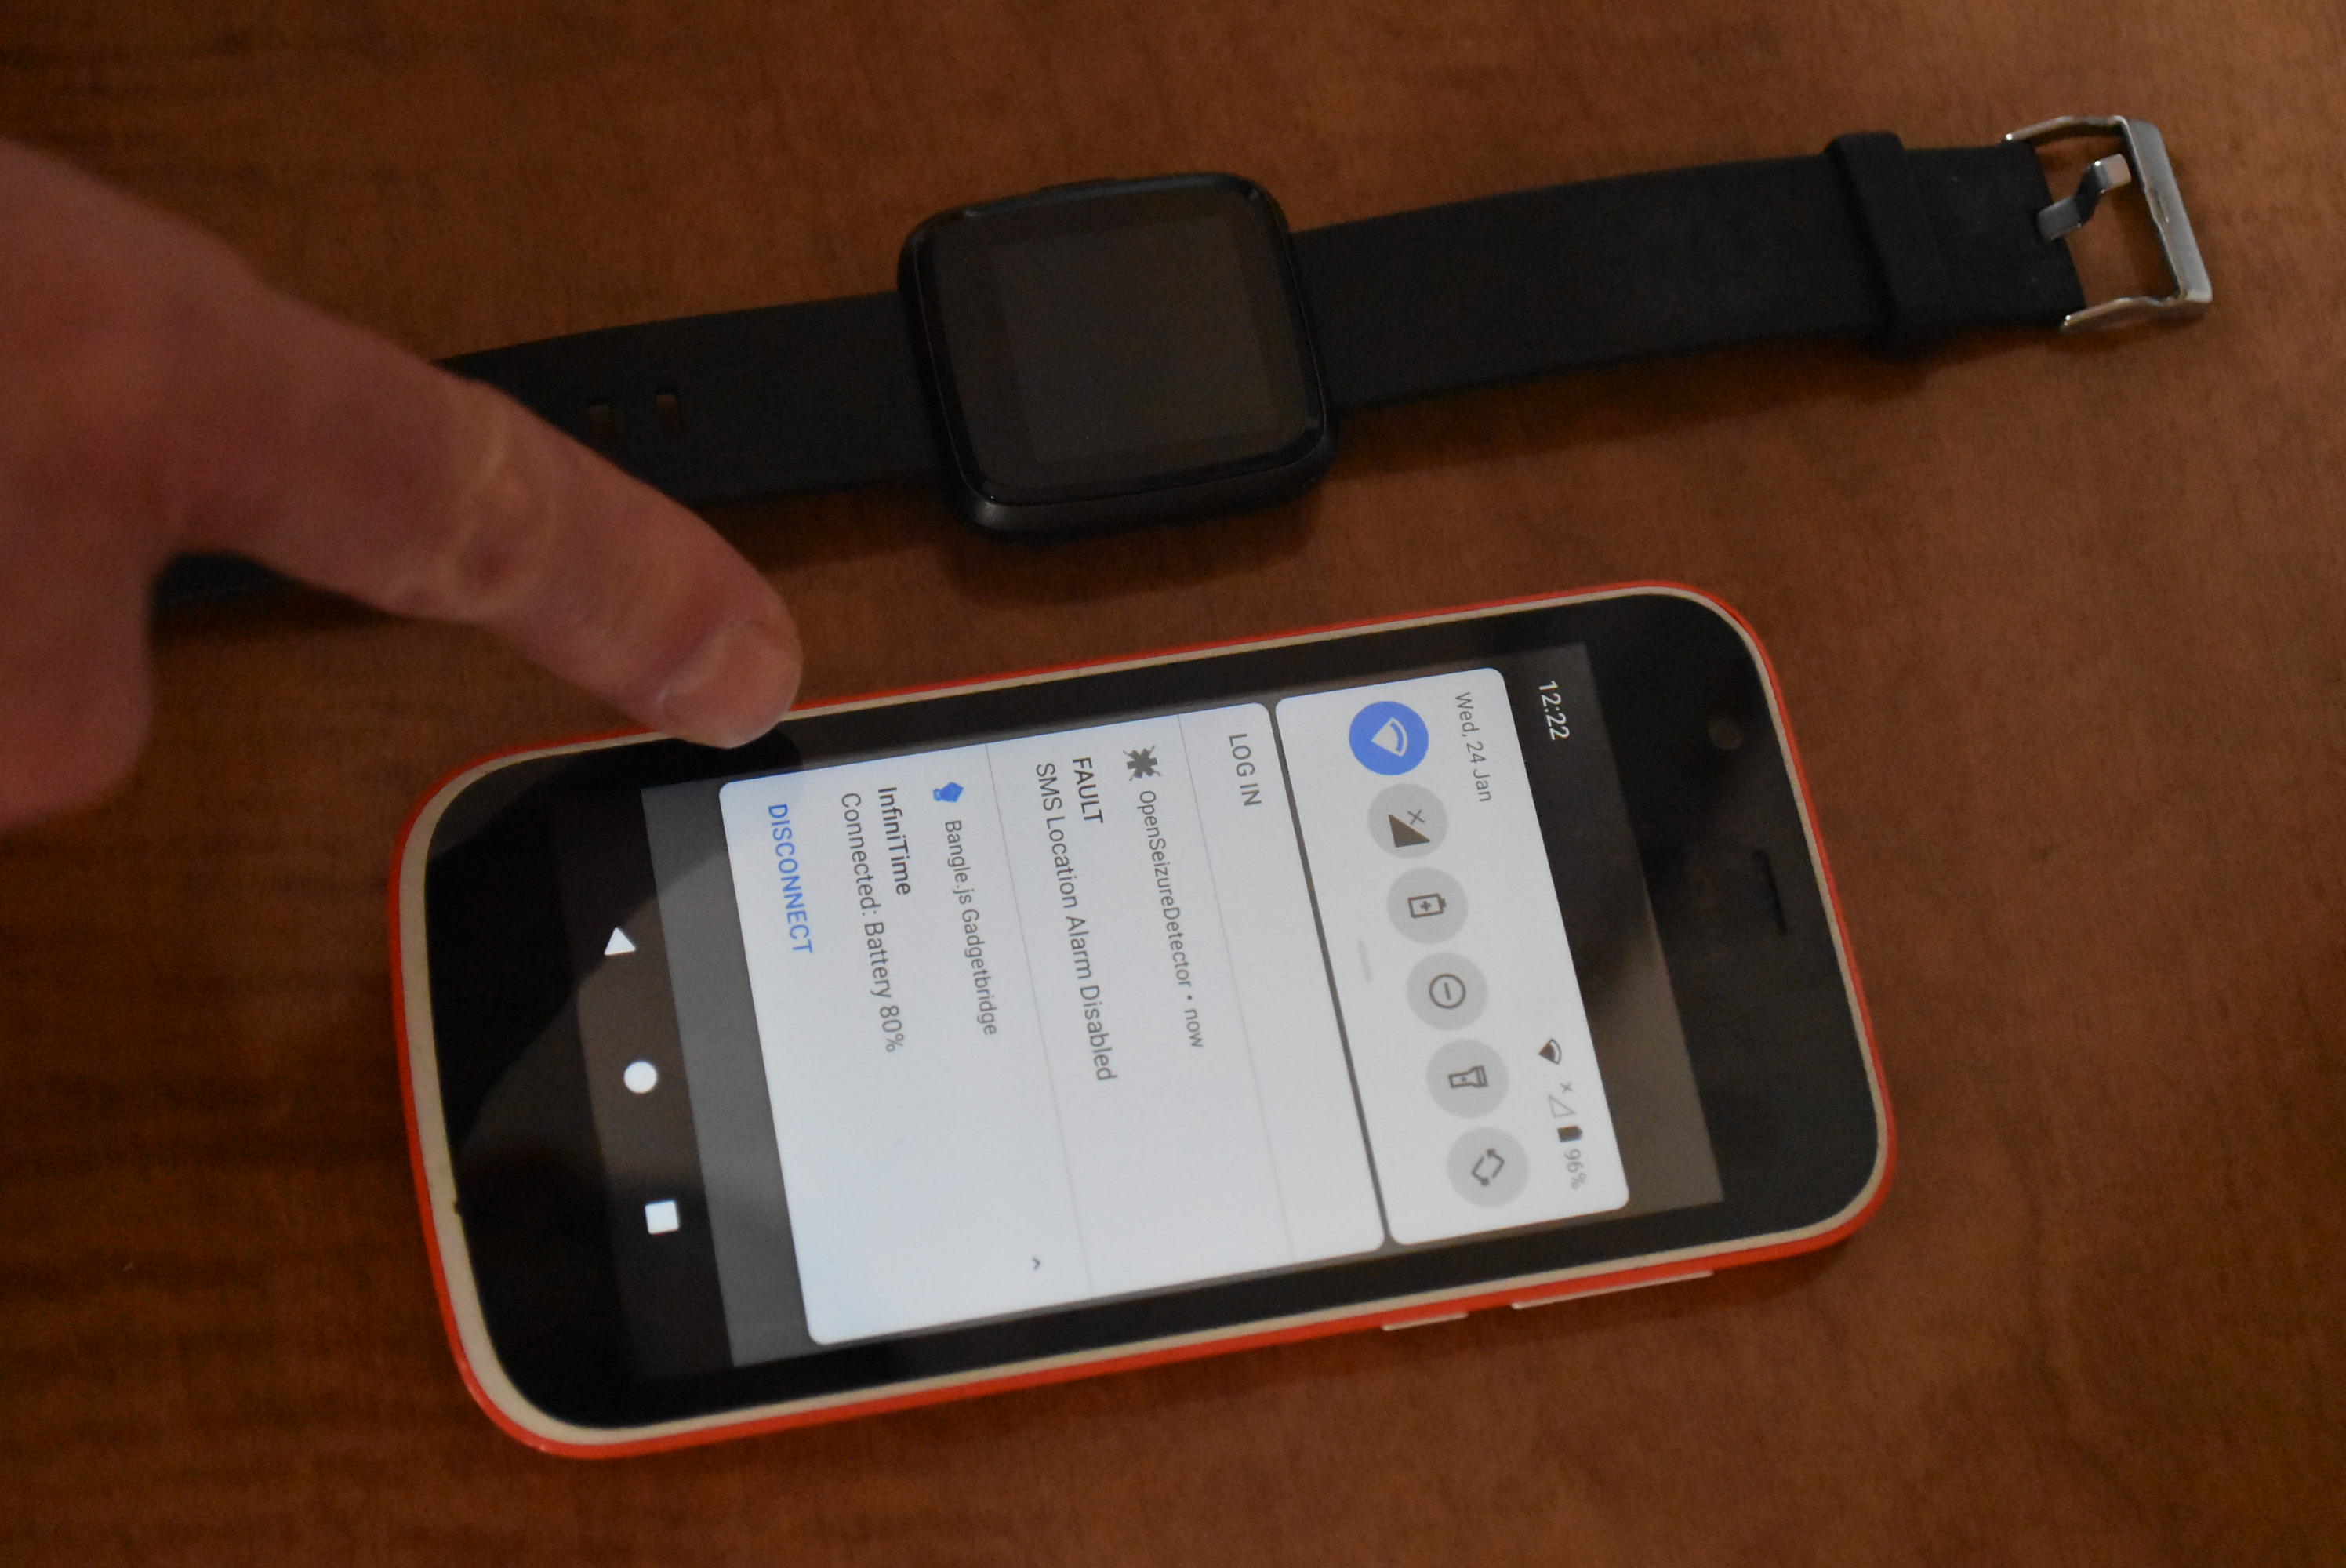 12:22
96%
Wed, 24 Jan
LOG IN
OpenSeizureDetector • now
FAULT
SMS Location Alarm Disabled
Bangle.js Gadgetbridge
InfiniTime
Connected: Battery 80%
DISCONNECT